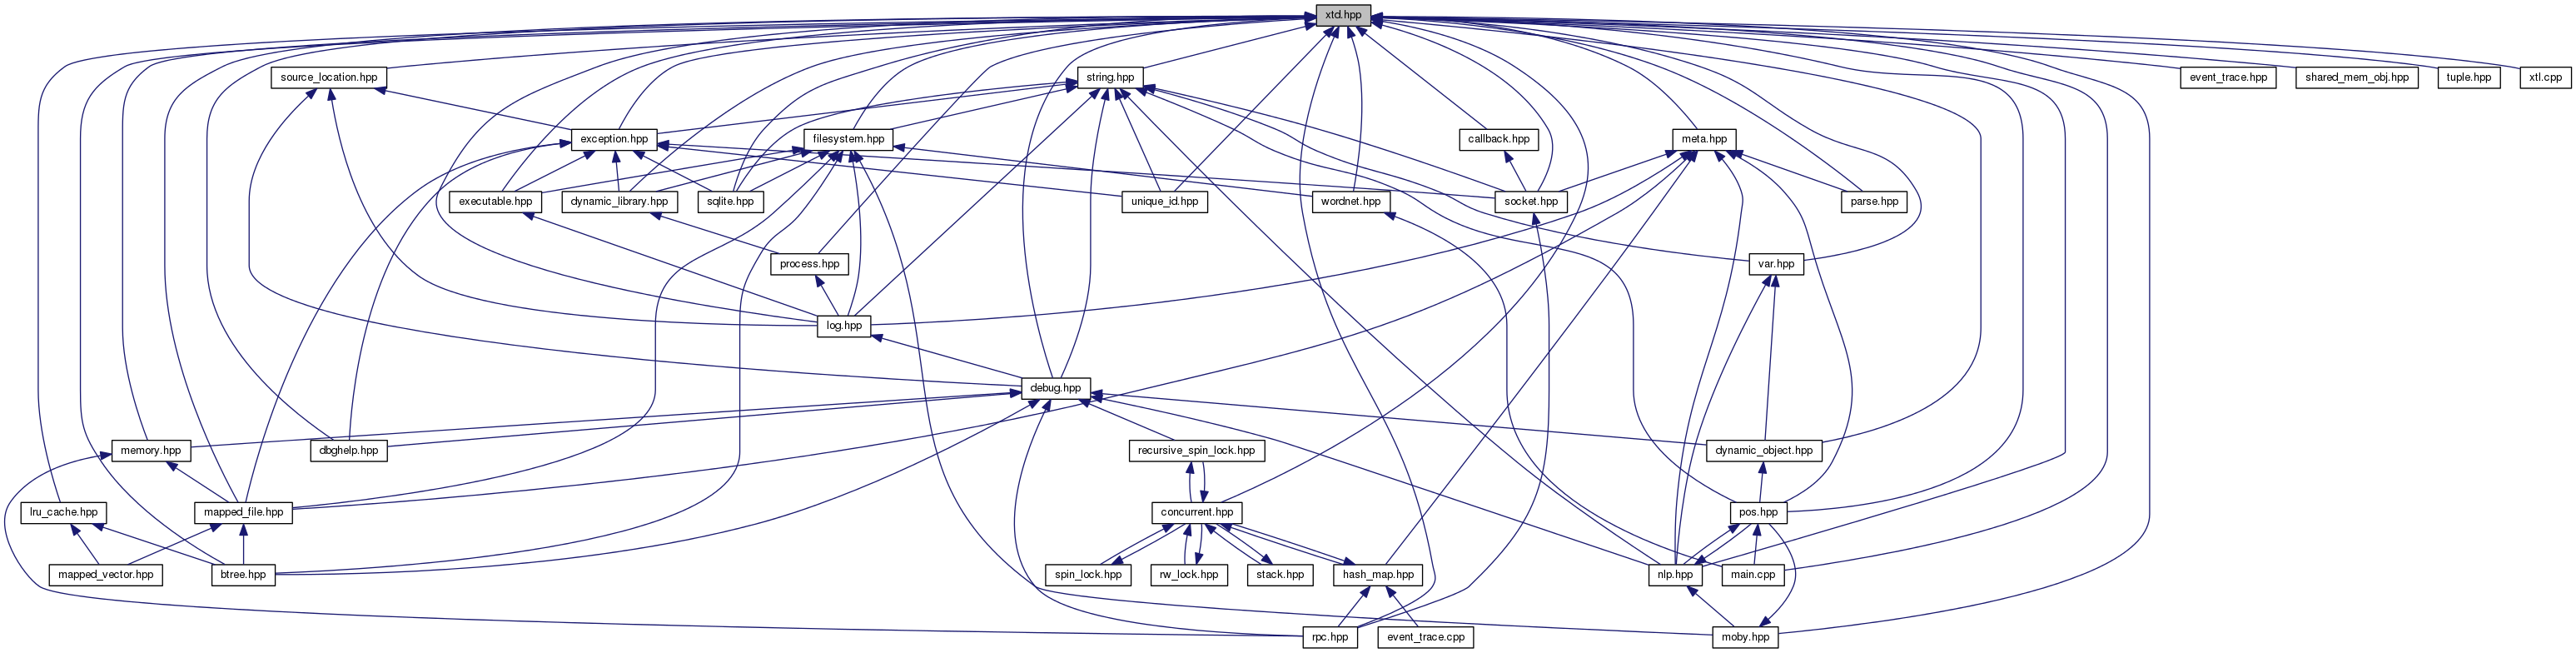 xtd.hpp
source_location.hpp
string.hpp
event_trace.hpp
shared_mem_obj.hpp
tuple.hpp
xtl.cpp
exception.hpp
filesystem.hpp
callback.hpp
meta.hpp
executable.hpp
dynamic_library.hpp
sqlite.hpp
unique_id.hpp
wordnet.hpp
socket.hpp
parse.hpp
process.hpp
var.hpp
log.hpp
debug.hpp
memory.hpp
dbghelp.hpp
recursive_spin_lock.hpp
dynamic_object.hpp
lru_cache.hpp
mapped_file.hpp
concurrent.hpp
pos.hpp
mapped_vector.hpp
btree.hpp
spin_lock.hpp
rw_lock.hpp
stack.hpp
hash_map.hpp
nlp.hpp
main.cpp
rpc.hpp
event_trace.cpp
moby.hpp